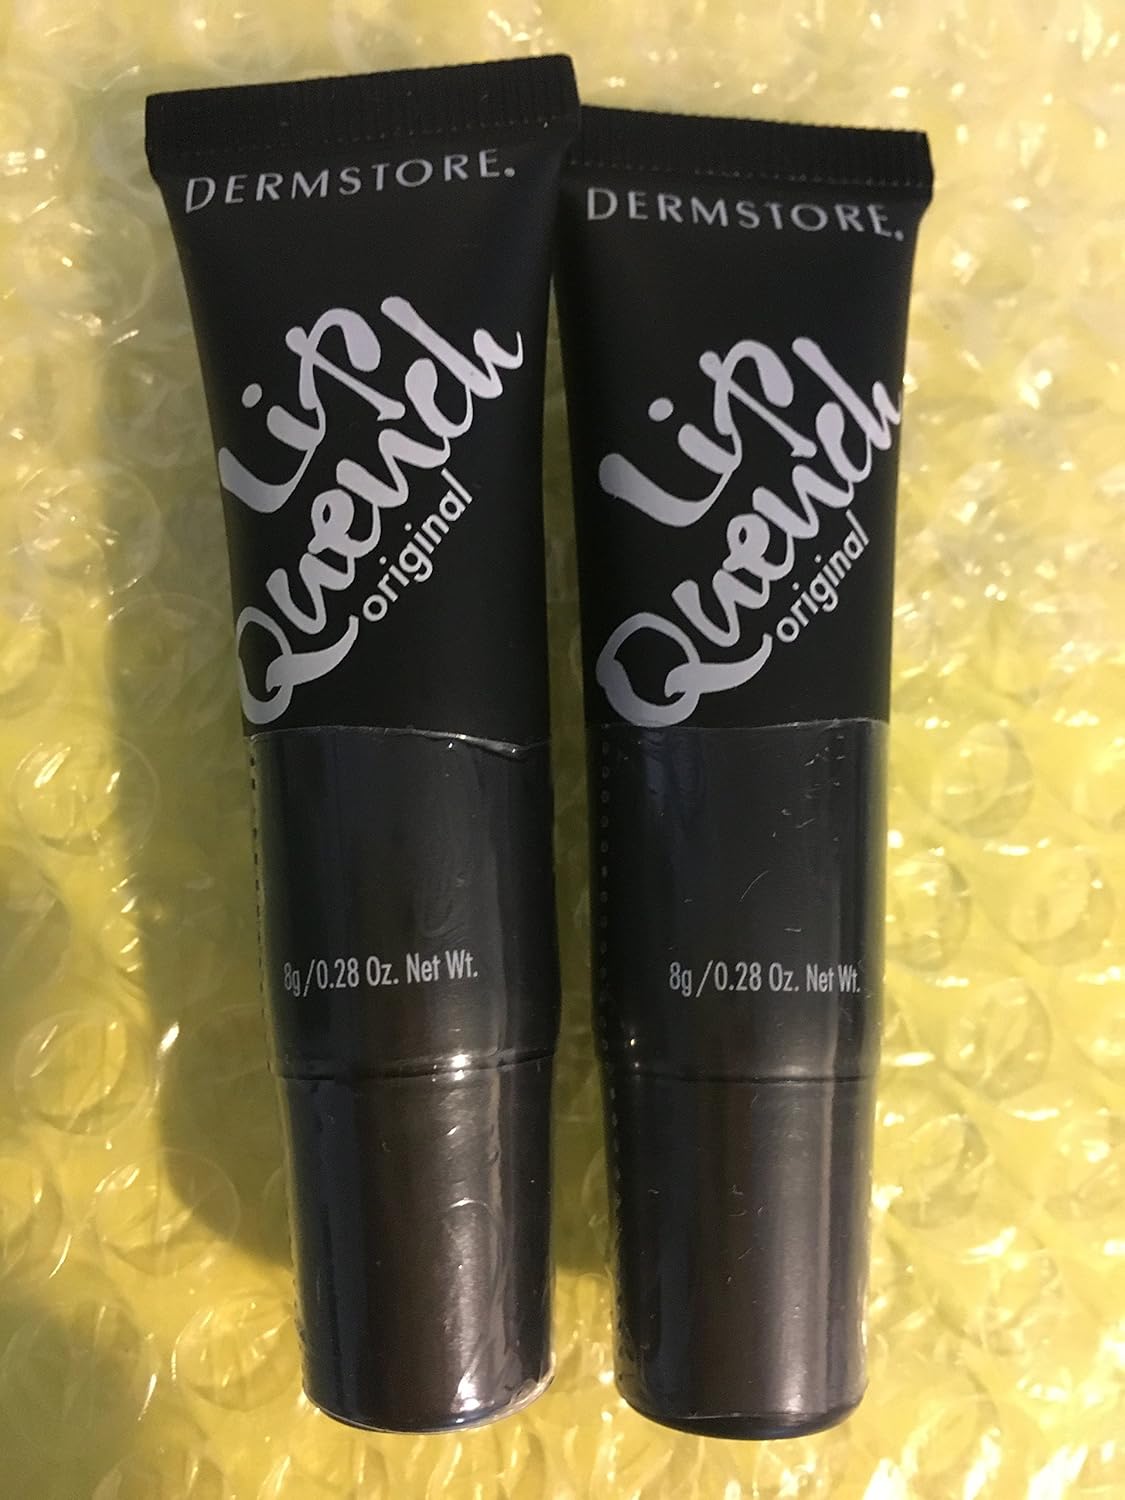 DERMSTORE.
Lip
Quench
original
8g/0.28 Oz. Net Wt.
DERMSTORE.
Lip
Quench
original
8g/0.28 Oz. Net Wt.